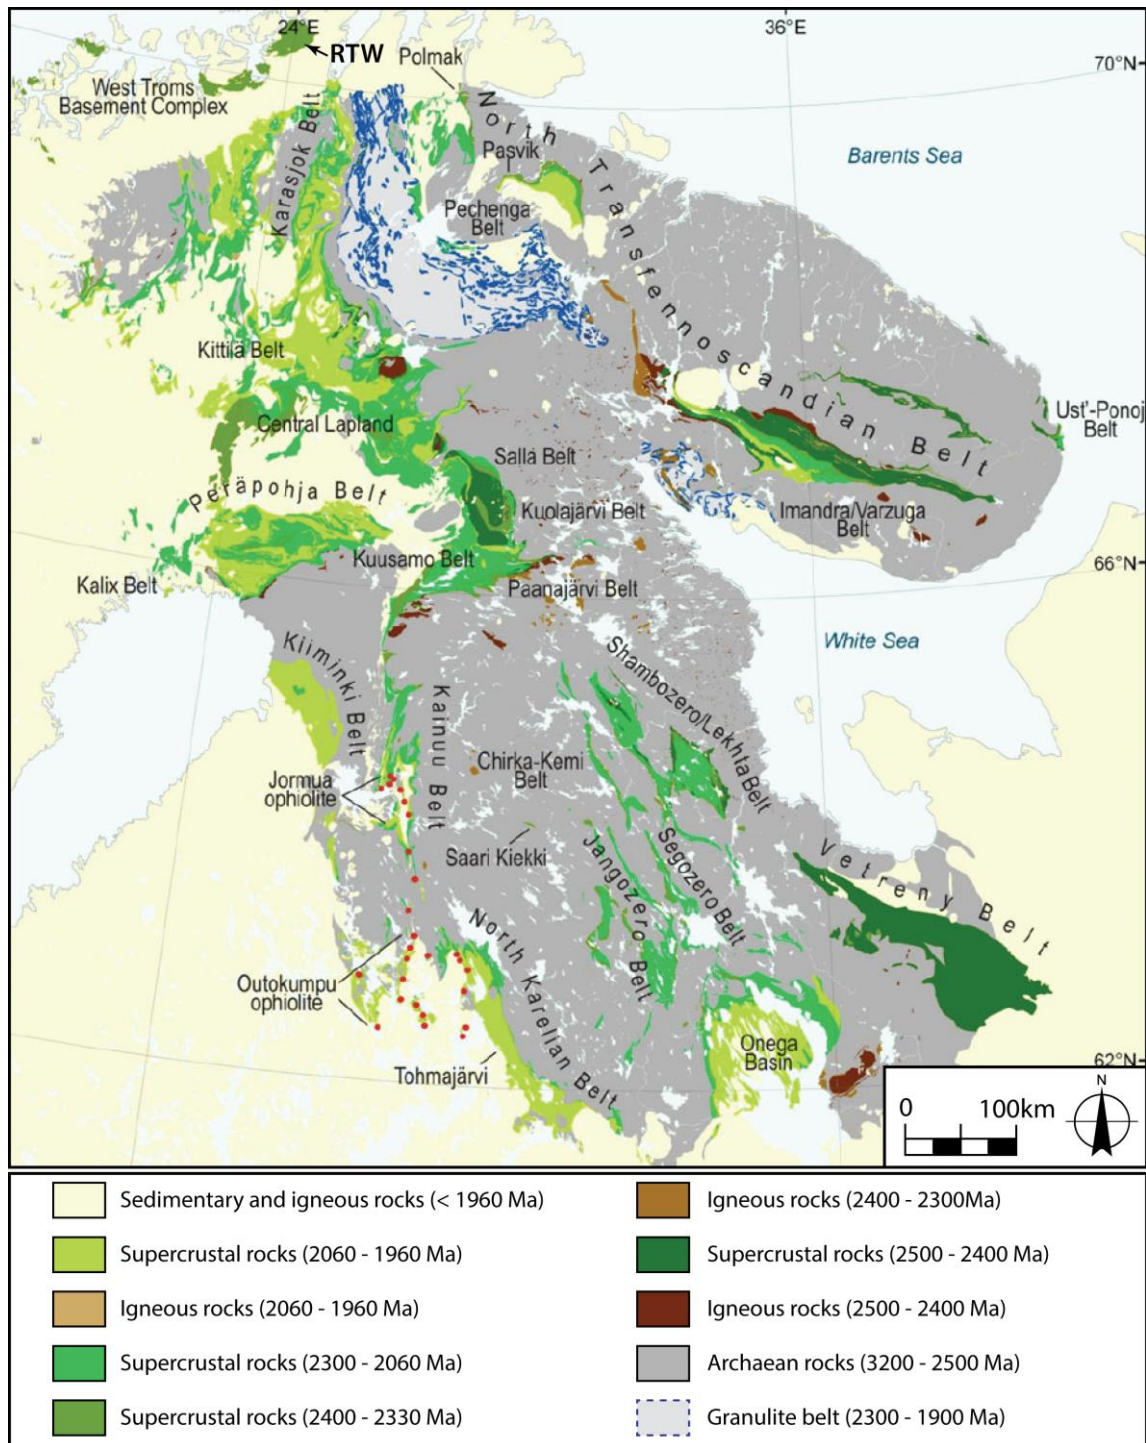 24°E
36°E
RTW
Polmak
70°N
West Troms
Basement Complex
North Transfennoscandian Belt
Pasvik
Barents Sea
Karasjok Belt
Pechenga
Belt
Kittilä Belt
Central Lapland
Ust'-Ponoj
Belt
Salla Belt
Peräpohja Belt
Kuolajärvi Belt
Imandra/Varzuga
Belt
Kuusamo Belt
66°N
Kalix Belt
Paanajärvi Belt
White Sea
Kiiminki Belt
Shambozero/Lekhta Belt
Kainuu Belt
Chirka-Kemi
Belt
Jormua
ophiolite
Saari Kiekki
Jangozero Belt
Segozero Belt
Vetreny Belt
North Karelian Belt
Outokumpu
ophiolite
Onega
Basin
62°N
Tohmajärvi
0 100km
N
Sedimentary and igneous rocks (< 1960 Ma)
Supercrustal rocks (2060 - 1960 Ma)
Igneous rocks (2060 - 1960 Ma)
Supercrustal rocks (2300 - 2060 Ma)
Supercrustal rocks (2400 - 2330 Ma)
Igneous rocks (2400 - 2300Ma)
Supercrustal rocks (2500 - 2400 Ma)
Igneous rocks (2500 - 2400 Ma)
Archaean rocks (3200 - 2500 Ma)
Granulite belt (2300 - 1900 Ma)